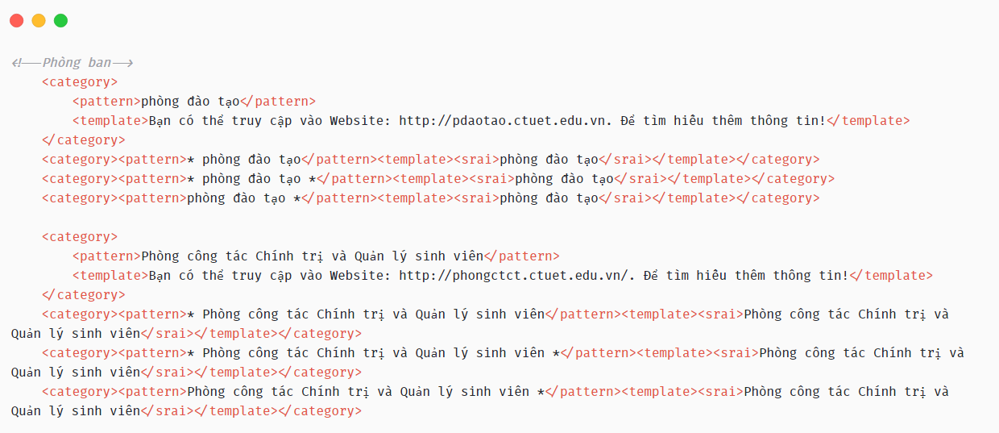 <!--Phòng ban-->
<category>
<pattern>phòng đào tạo</pattern>
<template>Bạn có thể truy cập vào Website: http://pdaotao.ctuet.edu.vn. Để tìm hiểu thêm thông tin!</template>
</category>
<category><pattern>* phòng đào tạo</pattern><template><srai>phòng đào tạo</srai></template></category>
<category><pattern>* phòng đào tạo *</pattern><template><srai>phòng đào tạo</srai></template></category>
<category><pattern>phòng đào tạo *</pattern><template><srai>phòng đào tạo</srai></template></category>
<category>
<pattern>Phòng công tác Chính trị và Quản lý sinh viên</pattern>
<template>Bạn có thể truy cập vào Website: http://phongctct.ctuet.edu.vn/. Để tìm hiểu thêm thông tin!</template>
</category>
<category><pattern>* Phòng công tác Chính trị và Quản lý sinh viên</pattern><template><srai>Phòng công tác Chính trị và
Quản lý sinh viên</srai></template></category>
<category><pattern>* Phòng công tác Chính trị và Quản lý sinh viên *</pattern><template><srai>Phòng công tác Chính trị và
Quản lý sinh viên</srai></template></category>
<category><pattern>Phòng công tác Chính trị và Quản lý sinh viên *</pattern><template><srai>Phòng công tác Chính trị và
Quản lý sinh viên</srai></template></category>